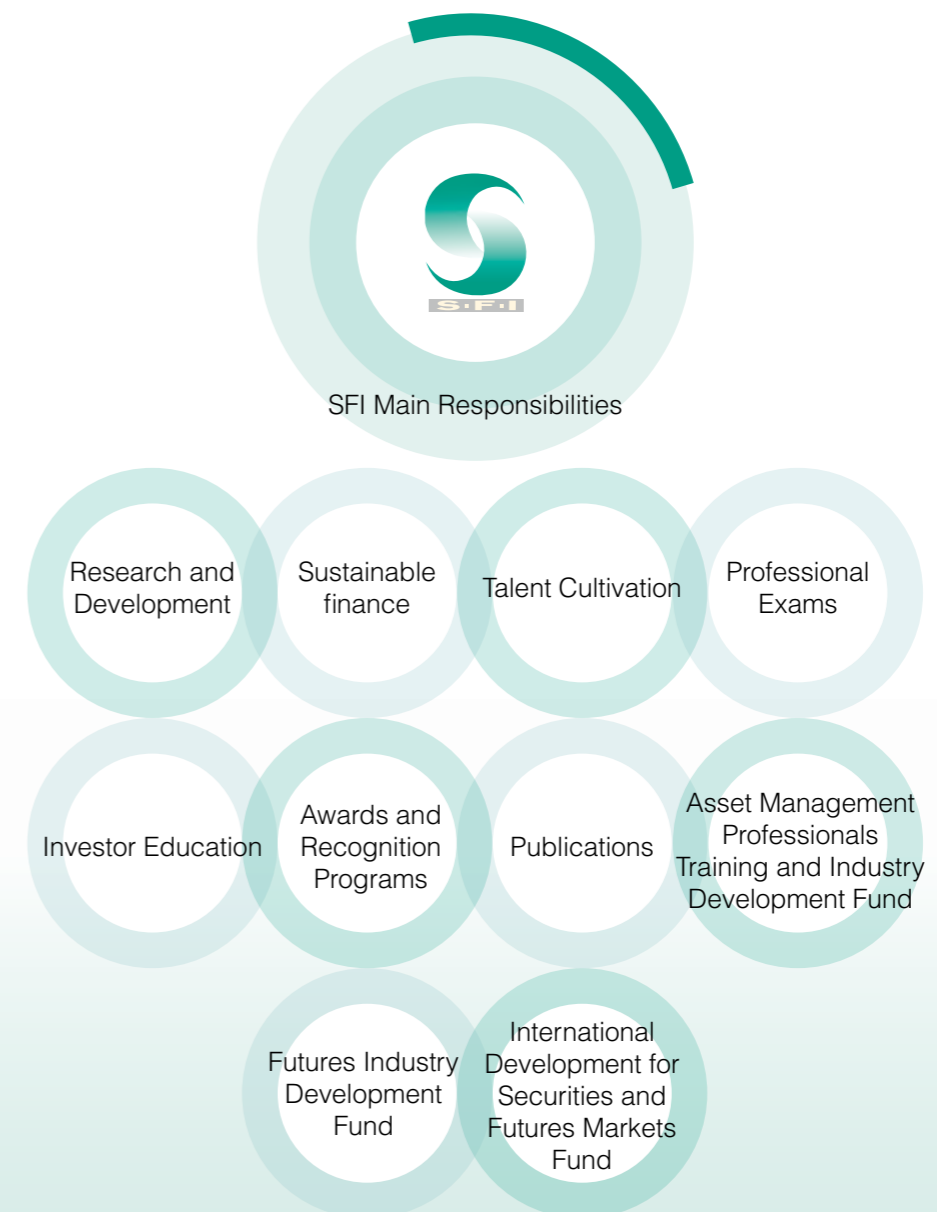 S·F·I
SFI Main Responsibilities
Research and
Development
Sustainable
finance
Talent Cultivation
Professional
Exams
Investor Education
Awards and
Recognition
Programs
Publications
Asset Management
Professionals
Training and Industry
Development Fund
Futures Industry
Development
Fund
International
Development for
Securities and
Futures Markets
Fund